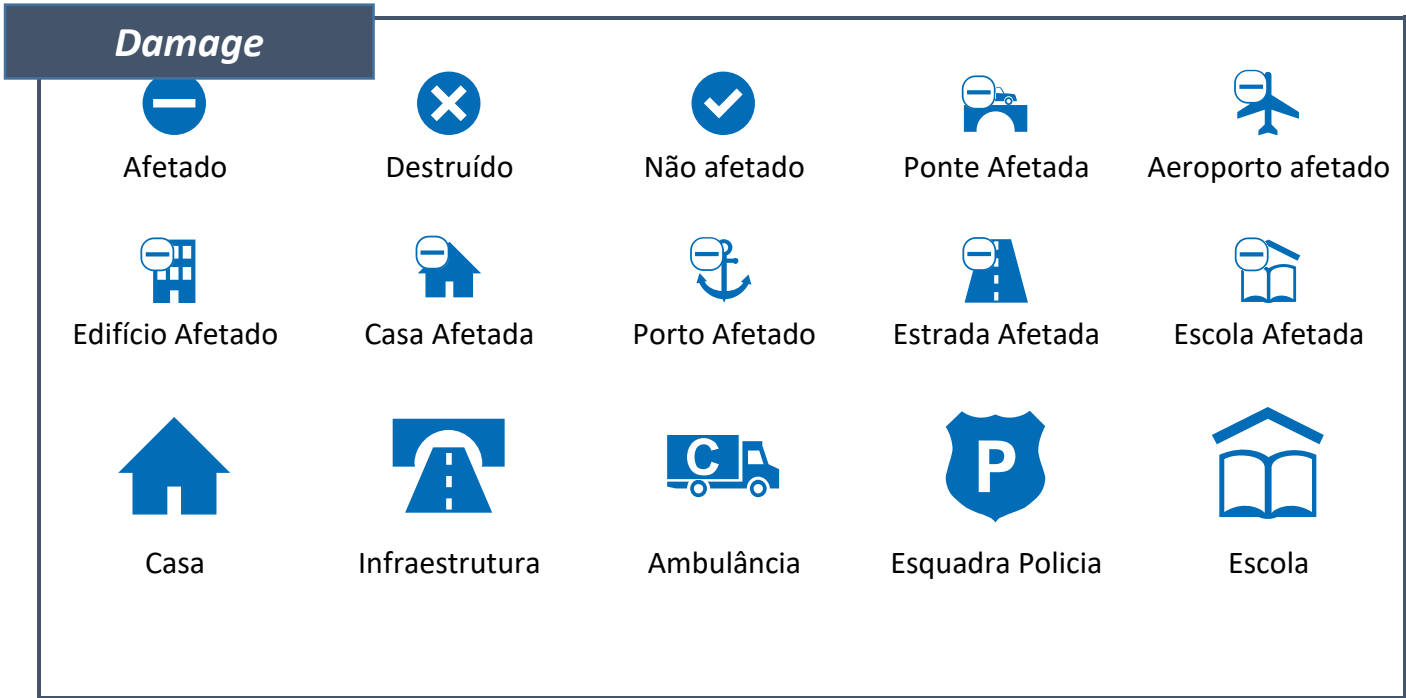 Damage
Afetado
Destruído
Não afetado
Ponte Afetada
Aeroporto afetado
Edifício Afetado
Casa Afetada
Porto Afetado
Estrada Afetada
Escola Afetada
C
P
Casa
Infraestrutura
Ambulância
Esquadra Policia
Escola